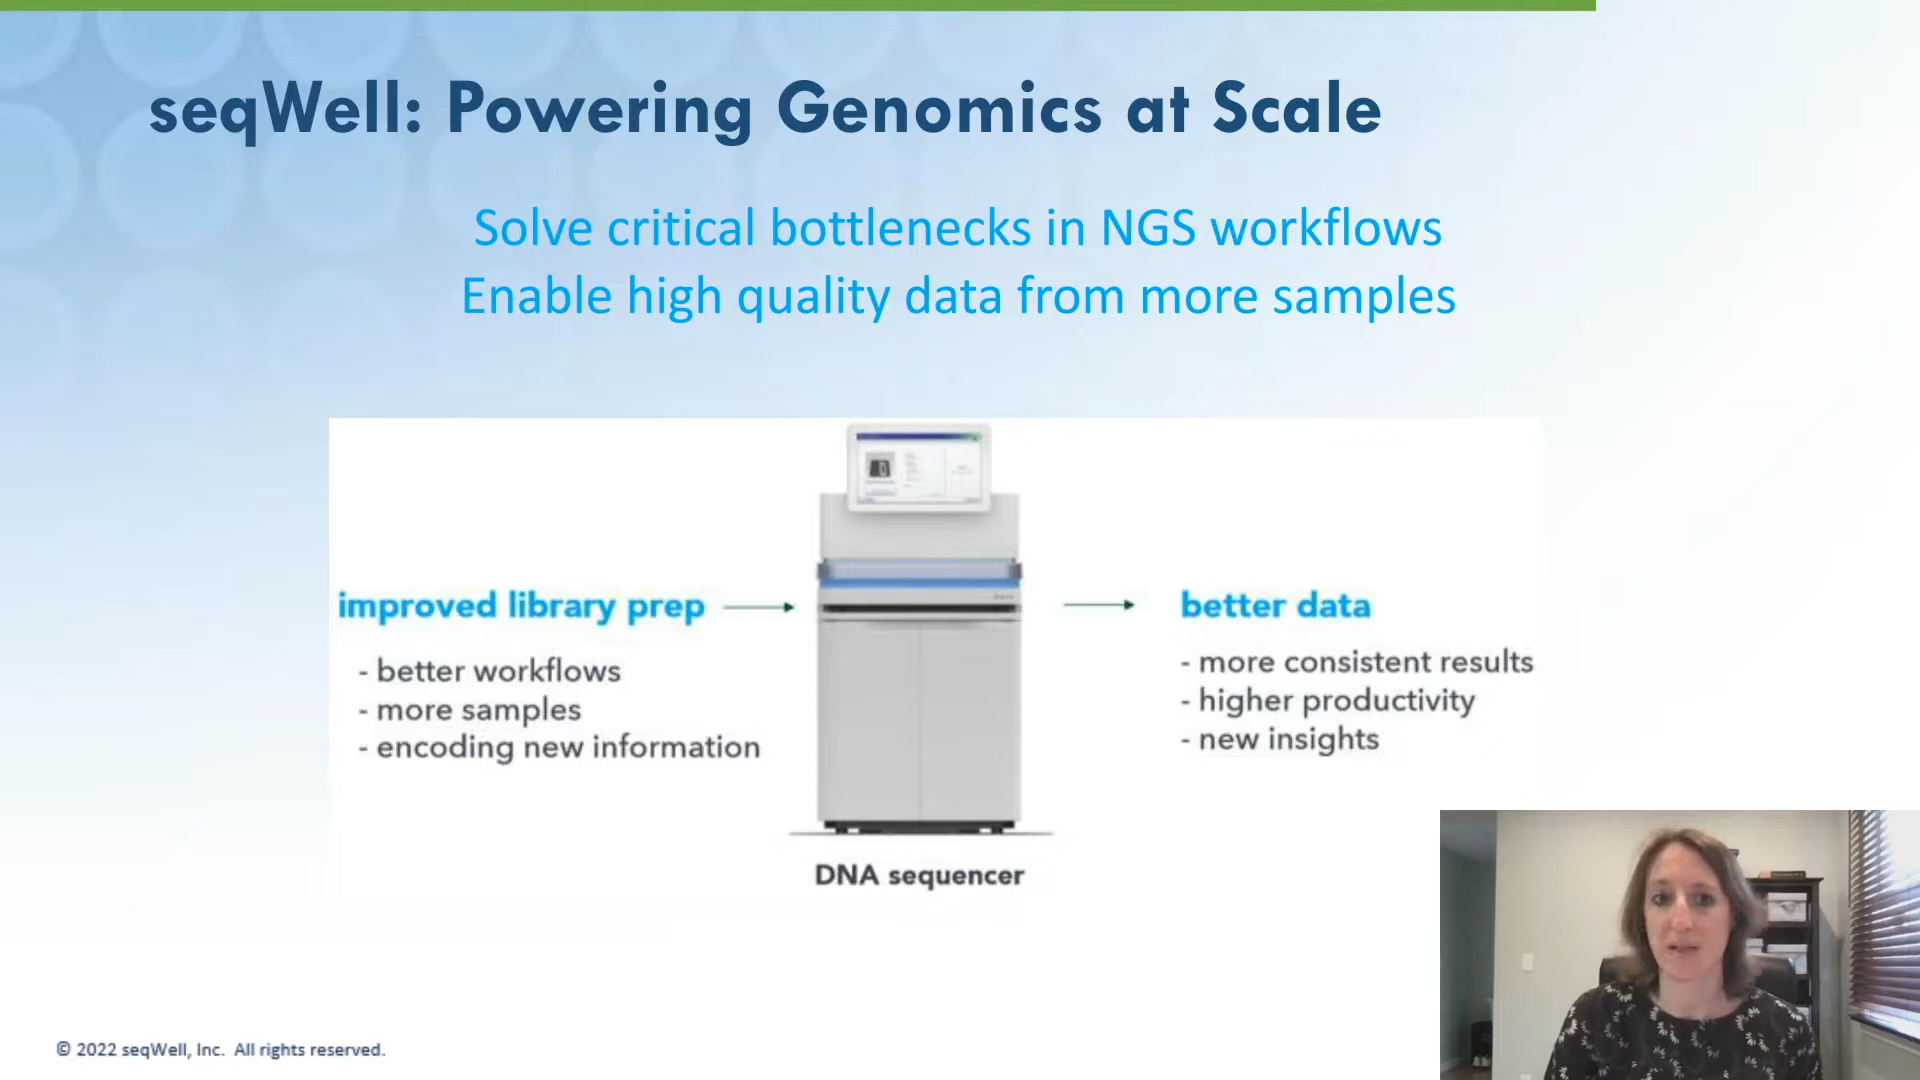 seqWell: Powering Genomics at Scale
Solve critical bottlenecks in NGS workflows
Enable high quality data from more samples
improved library prep
- better workflows
- more samples
- encoding new information
better data
- more consistent results
- higher productivity
- new insights
DNA sequencer
© 2022 seqWell, Inc. All rights reserved.